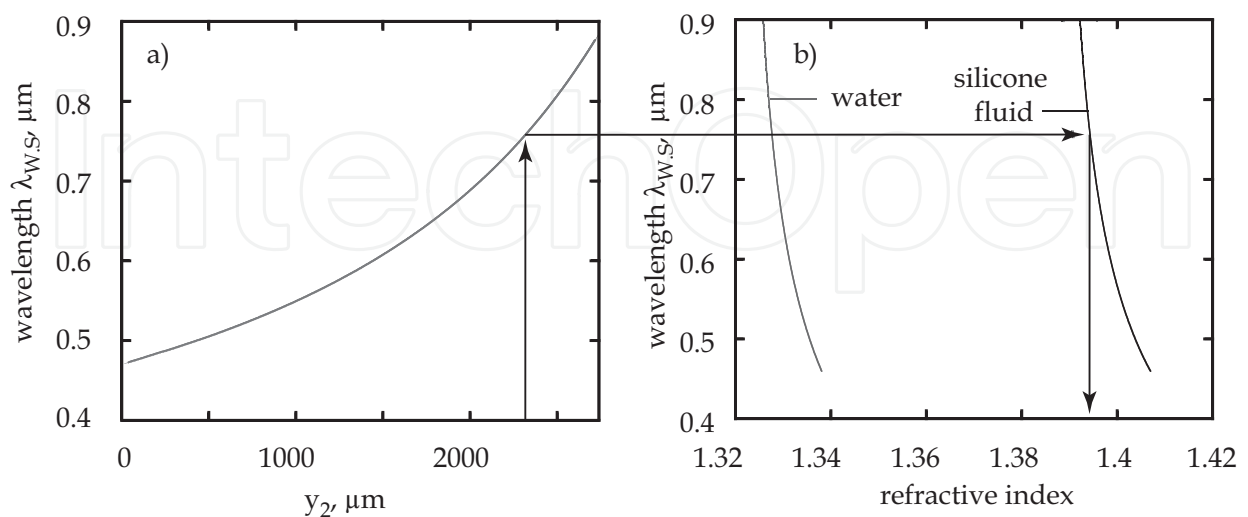 a)
0.9
0.8
0.7
0.6
0.5
0.4
wavelength λW.S, µm
0
1000
2000
y2, µm
b)
0.9
0.8
0.7
0.6
0.5
0.4
wavelength λW.S, µm
water
silicone
fluid
1.32
1.34
1.36
1.38
1.4
1.42
refractive index
IntechOpen